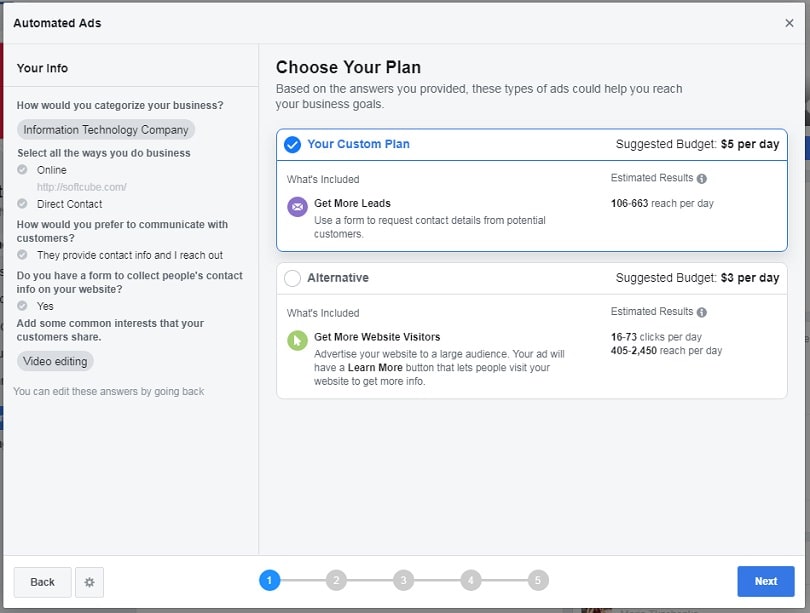 Automated Ads
Your Info
How would you categorize your business?
Information Technology Company
Select all the ways you do business
Online
http://softcube.com/
Direct Contact
How would you prefer to communicate with
customers?
They provide contact info and I reach out
Do you have a form to collect people's contact
info on your website?
Yes
Add some common interests that your
customers share.
Video editing
You can edit these answers by going back
Choose Your Plan
Based on the answers you provided, these types of ads could help you reach
your business goals.
Your Custom Plan
Suggested Budget: $5 per day
What's Included
Estimated Results
Get More Leads
106-663 reach per day
Use a form to request contact details from potential
customers.
Alternative
Suggested Budget: $3 per day
What's Included
Estimated Results
Get More Website Visitors
16-73 clicks per day
405-2,450 reach per day
Advertise your website to a large audience. Your ad will
have a Learn More button that lets people visit your
website to get more info.
Back
1
2
3
4
5
Next